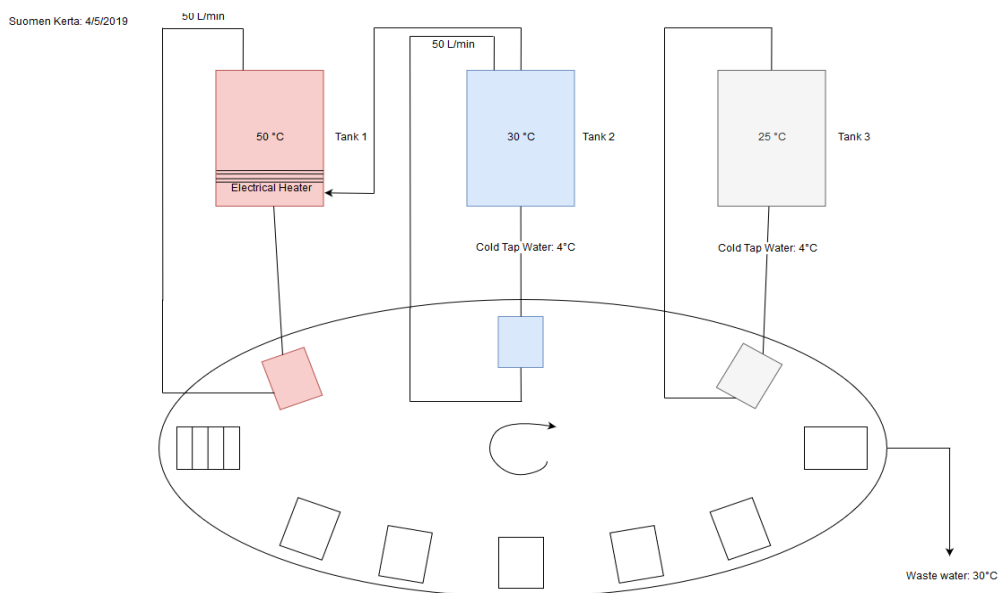 Suomen Kerta: 4/5/2019
50 L/min
50 L/min
50 °C
Tank 1
30 °C
Tank 2
25 °C
Tank 3
Electrical Heater
Cold Tap Water: 4°C
Cold Tap Water: 4°C
Waste water: 30°C